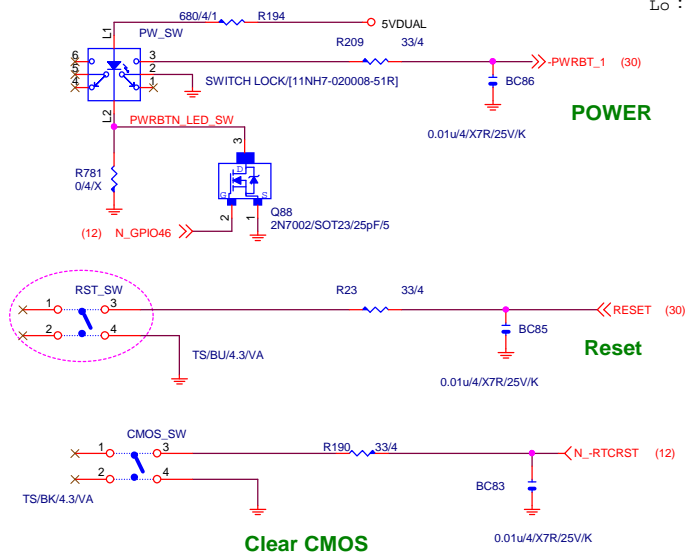 Lo:
680/4/1 R194
5VDUAL
L1
PW_SW
R209 33/4
6
5
4
3
2
1
-PWRBT_1 (30)
SWITCH LOCK/[11NH7-020008-51R]
BC86
POWER
L2
PWRBTN_LED_SW
0.01u/4/X7R/25V/K
3
R781
0/4/X
D
G
S
2
1
Q88
2N7002/SOT23/25pF/5
(12) N_GPIO46
RST_SW
R23 33/4
1
3
2
4
RESET (30)
BC85
Reset
TS/BU/4.3/VA
0.01u/4/X7R/25V/K
CMOS_SW
R190 33/4
1
3
2
4
N_-RTCRST (12)
BC83
TS/BK/4.3/VA
0.01u/4/X7R/25V/K
Clear CMOS